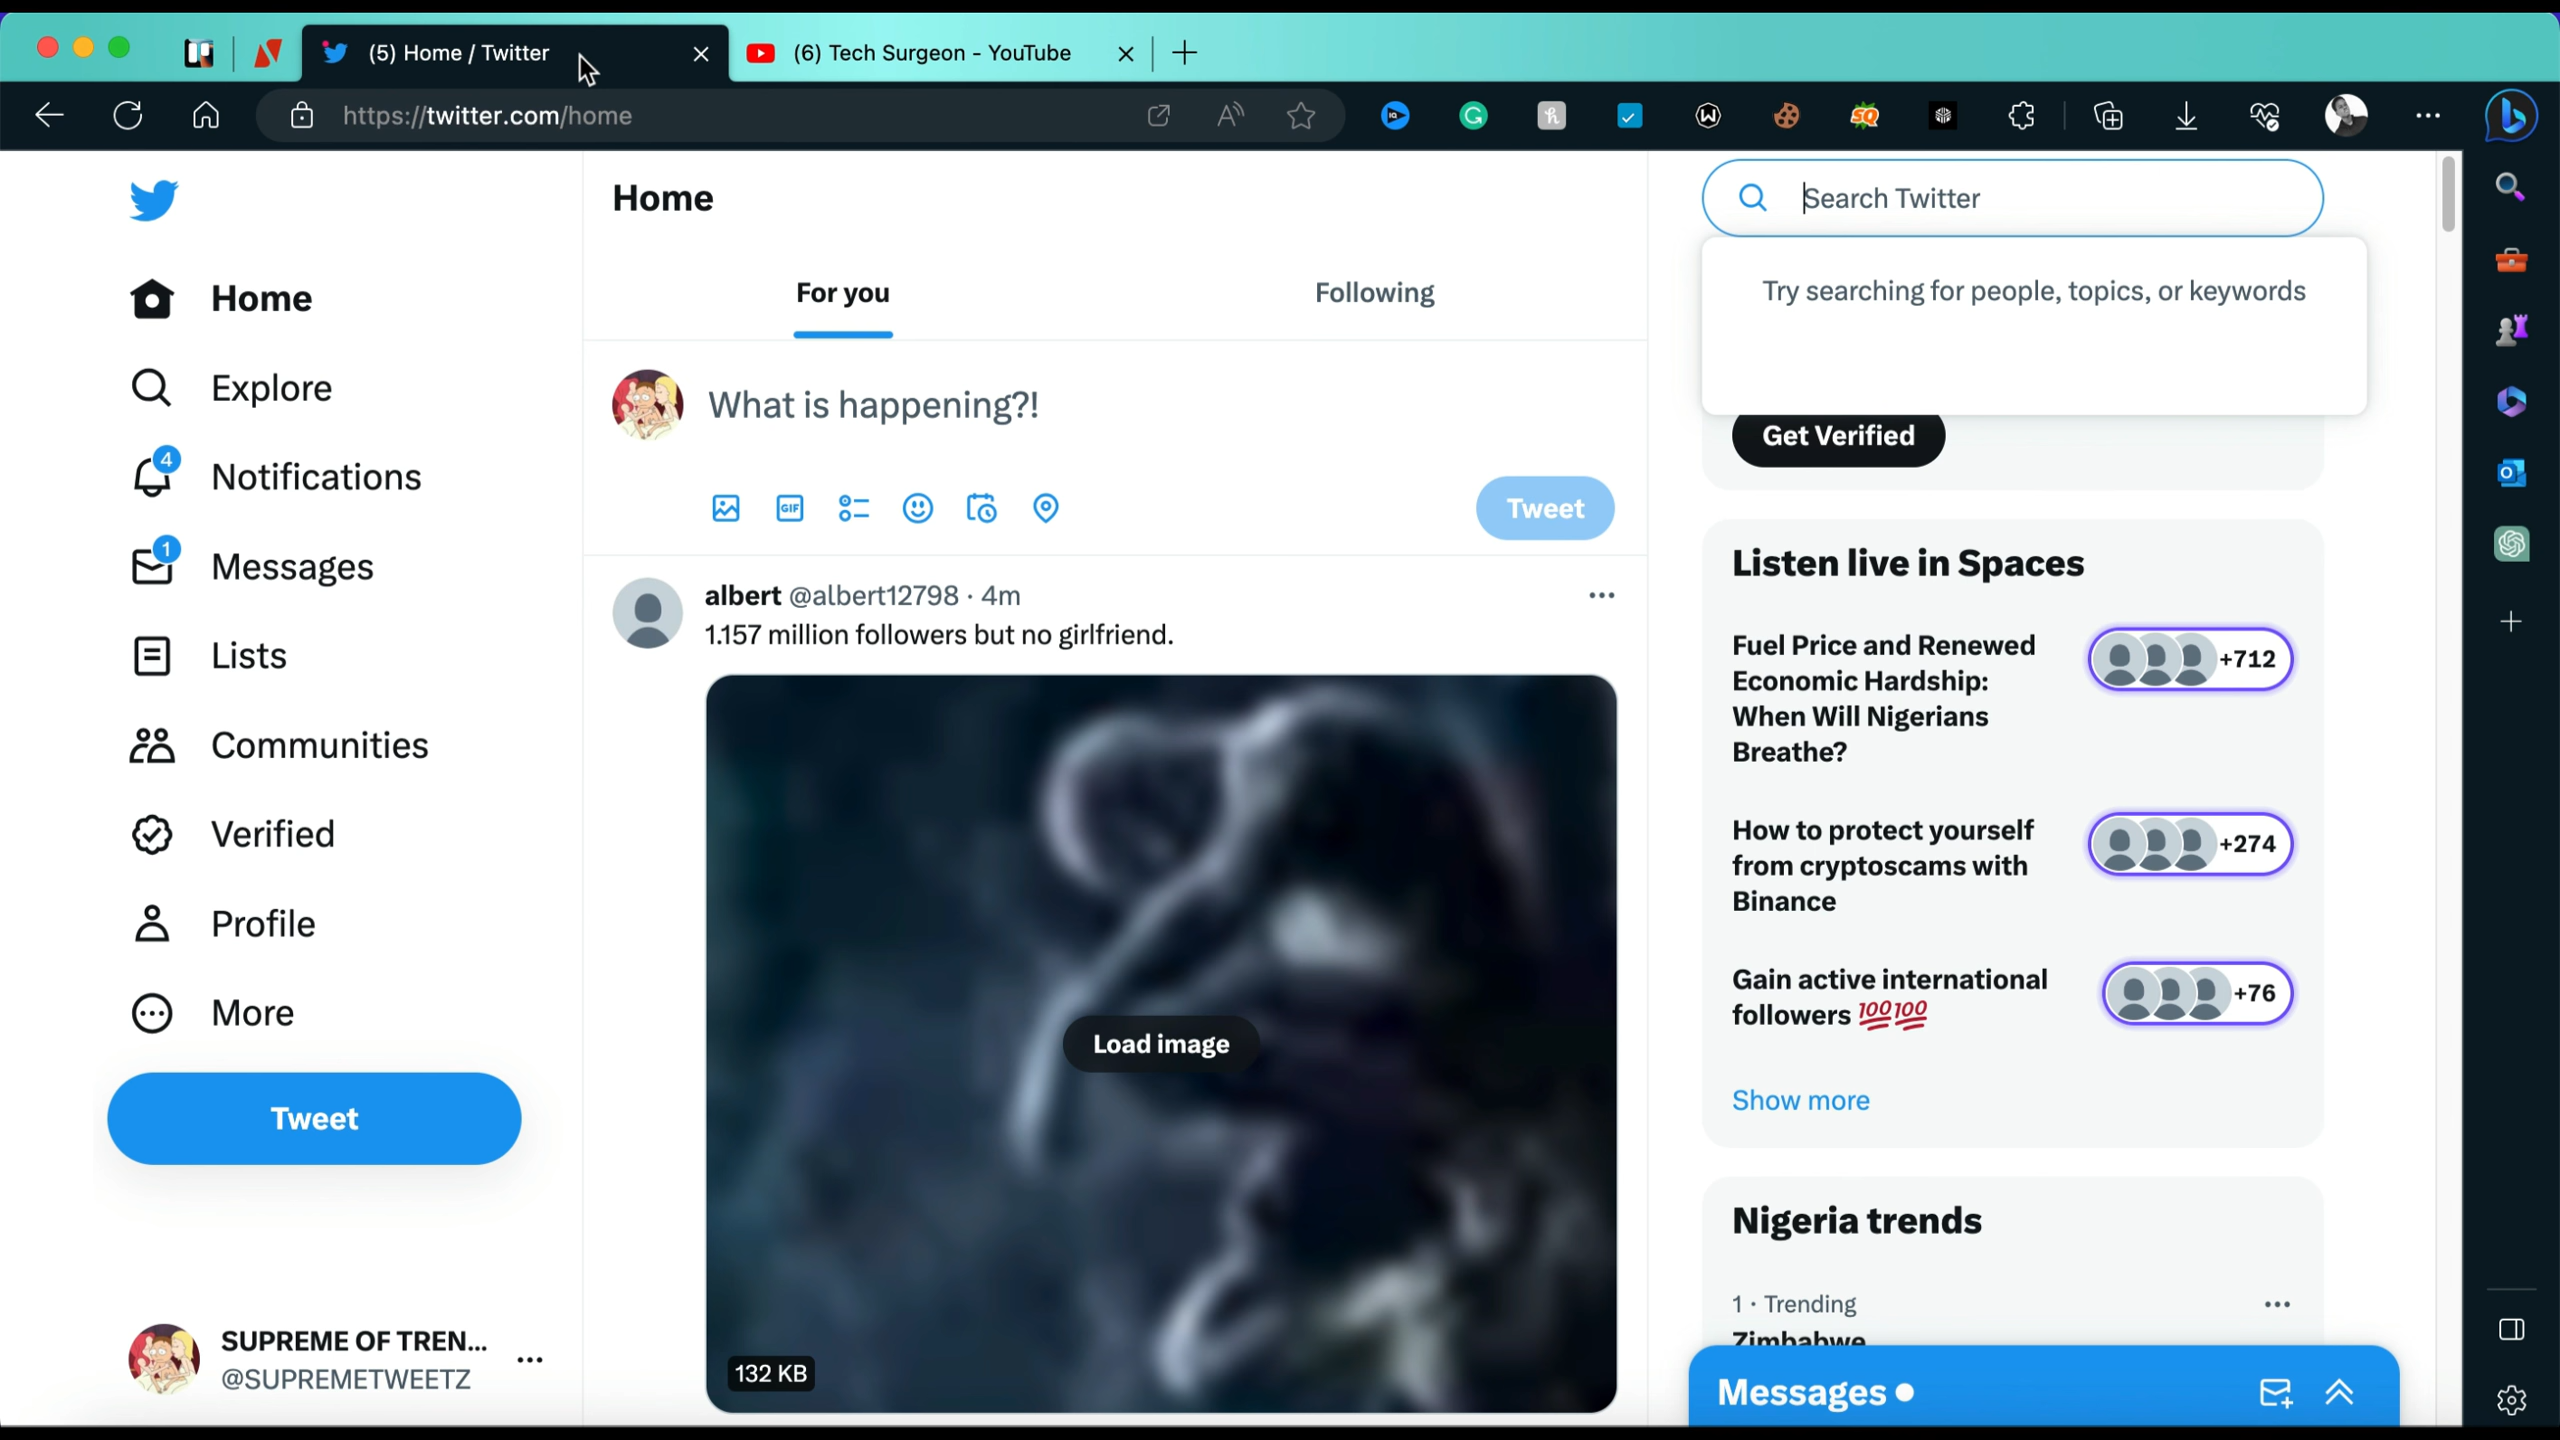 (5) Home / Twitter
(6) Tech Surgeon - YouTube
https://twitter.com/home
Home
Explore
4
Notifications
1
Messages
Lists
Communities
Verified
Profile
More
Tweet
SUPREME OF TREN...
@SUPREMETWEETZ
Home
For you
Following
What is happening?!
GIF
Tweet
albert @albert12798 · 4m
1.157 million followers but no girlfriend.
Load image
132 KB
Search Twitter
Try searching for people, topics, or keywords
Get Verified
Listen live in Spaces
Fuel Price and Renewed
Economic Hardship:
When Will Nigerians
Breathe?
+712
How to protect yourself
from cryptoscams with
Binance
+274
Gain active international
followers 💯💯
+76
Show more
Nigeria trends
1 · Trending
Zimbabwe
Messages